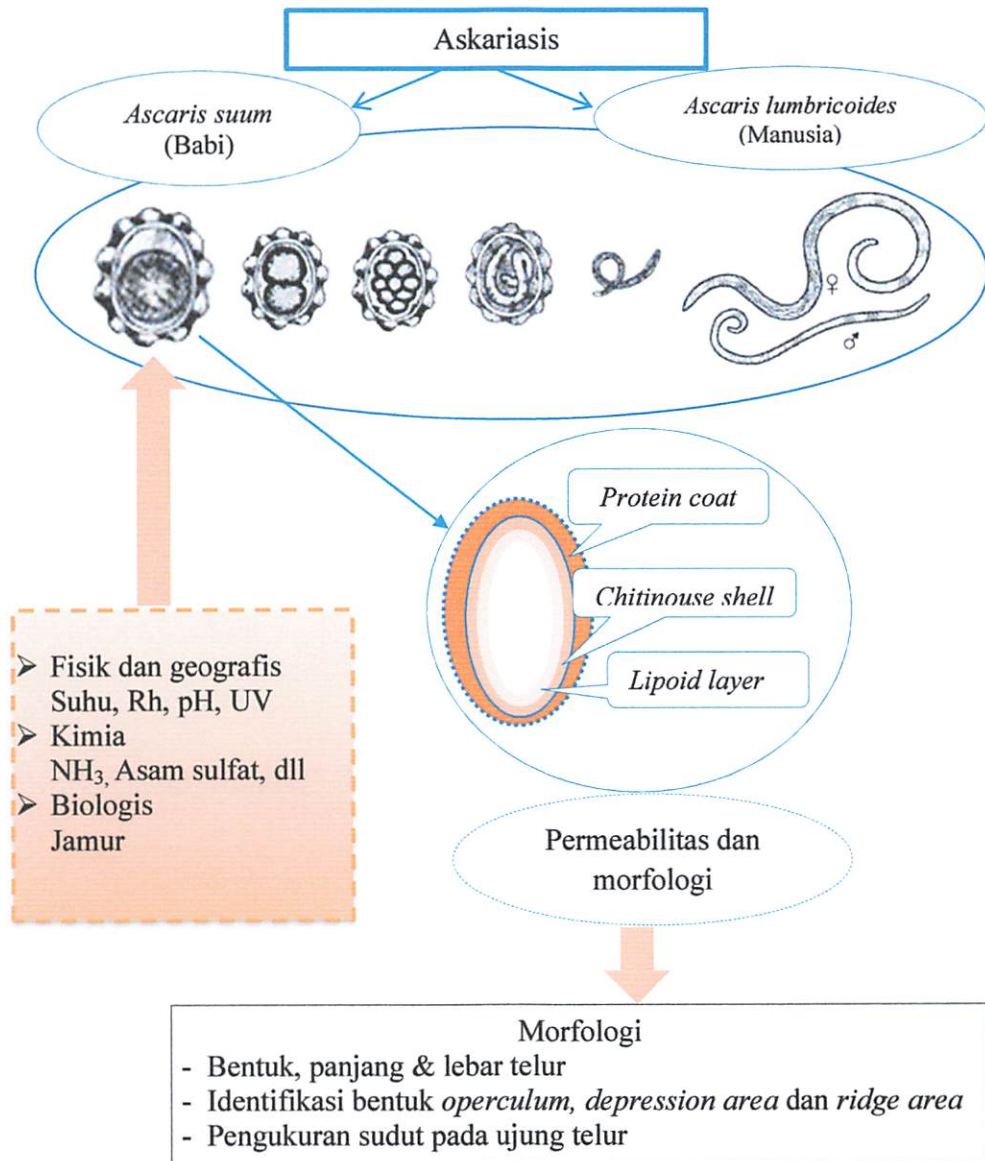 Askariasis
Ascaris suum
(Babi)
Ascaris lumbricoides
(Manusia)
♀
♂
Protein coat
Chitinouse shell
Lipoid layer
➢ Fisik dan geografis
Suhu, Rh, pH, UV
➢ Kimia
NH₃, Asam sulfat, dll
➢ Biologis
Jamur
Permeabilitas dan
morfologi
Morfologi
- Bentuk, panjang & lebar telur
- Identifikasi bentuk operculum, depression area dan ridge area
- Pengukuran sudut pada ujung telur